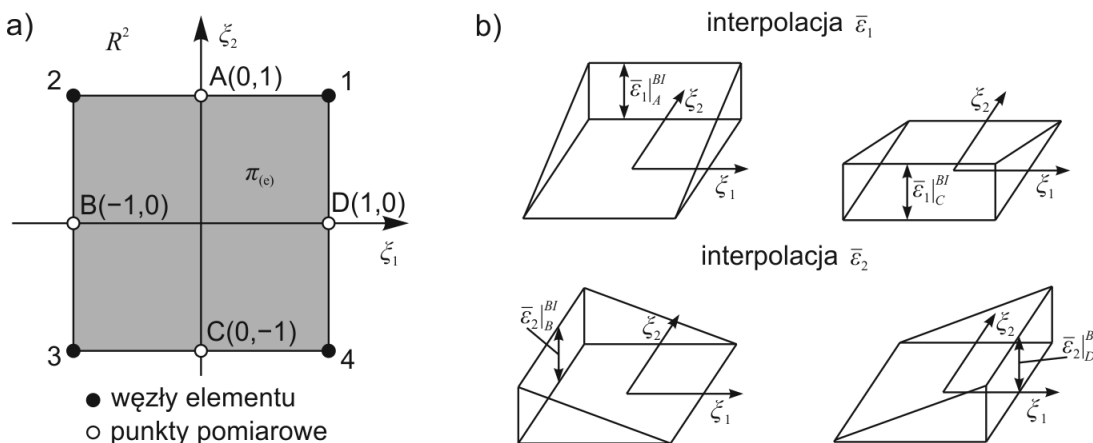 a)
R²
ξ₂
A(0,1)
2
1
π₍ₑ₎
B(−1,0)
D(1,0)
ξ₁
C(0,−1)
3
4
węzły elementu
punkty pomiarowe
b)
interpolacja ε̅₁
ε̅₁|_A^{BI}
ξ₂
ξ₁
ξ₂
ε̅₁|_C^{BI}
ξ₁
interpolacja ε̅₂
ε̅₂|_B^{BI}
ξ₂
ξ₁
ξ₂
ε̅₂|_D^B
ξ₁